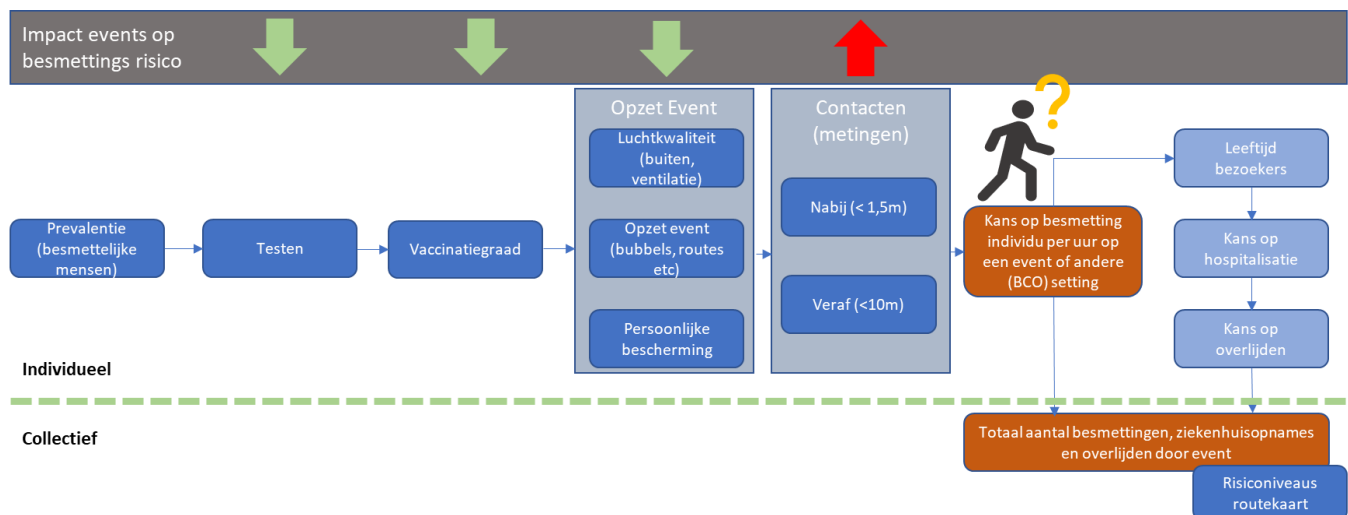 Impact events op
besmettings risico
Opzet Event
Luchtkwaliteit
(buiten,
ventilatie)
Opzet event
(bubbels, routes
etc)
Persoonlijke
bescherming
Contacten
(metingen)
Nabij (< 1,5m)
Veraf (<10m)
?
Prevalentie
(besmettelijke
mensen)
Testen
Vaccinatiegraad
Kans op besmetting
individu per uur op
een event of andere
(BCO) setting
Leeftijd
bezoekers
Kans op
hospitalisatie
Kans op
overlijden
Individueel
Collectief
Totaal aantal besmettingen, ziekenhuisopnames
en overlijden door event
Risiconiveaus
routekaart